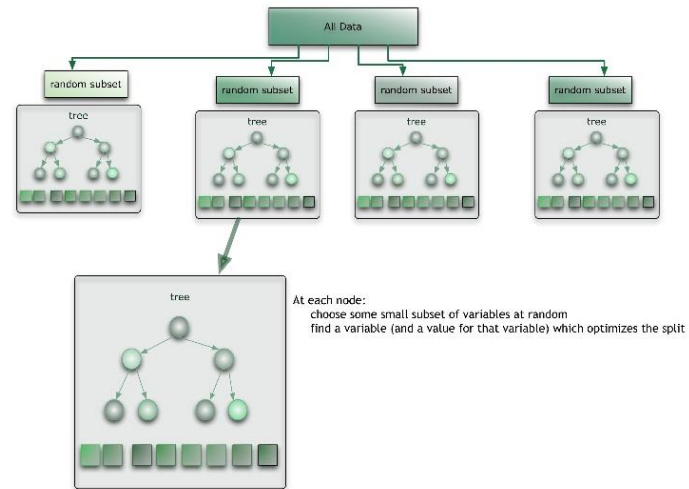 All Data
random subset
random subset
random subset
random subset
tree
tree
tree
tree
tree
At each node:
choose some small subset of variables at random
find a variable (and a value for that variable) which optimizes the split